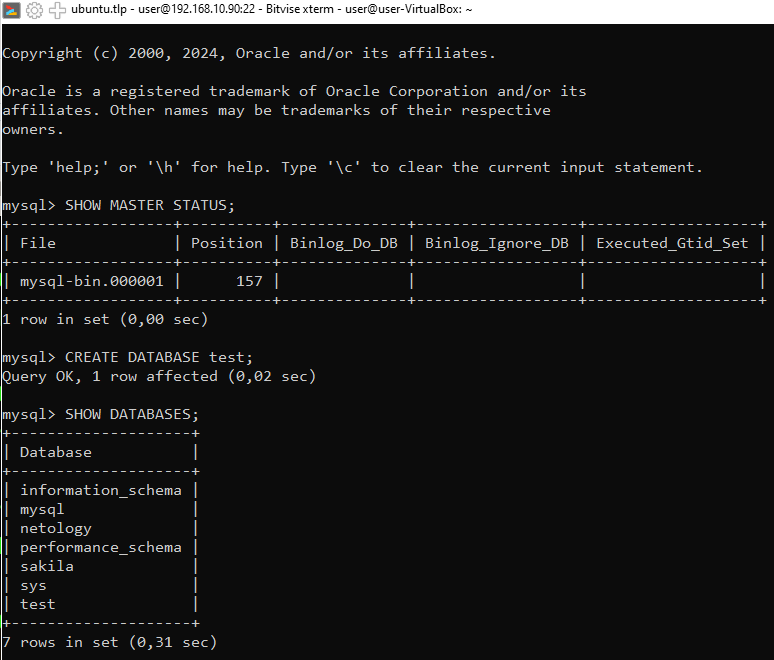 ubuntu.tlp - user@192.168.10.90:22 - Bitvise xterm - user@user-VirtualBox: ~
Copyright (c) 2000, 2024, Oracle and/or its affiliates.
Oracle is a registered trademark of Oracle Corporation and/or its
affiliates. Other names may be trademarks of their respective
owners.
Type 'help;' or '\h' for help. Type '\c' to clear the current input statement.
mysql> SHOW MASTER STATUS;
+------------------+----------+--------------+------------------+-------------------+
| File             | Position | Binlog_Do_DB | Binlog_Ignore_DB | Executed_Gtid_Set |
+------------------+----------+--------------+------------------+-------------------+
| mysql-bin.000001 |      157 |              |                  |                   |
+------------------+----------+--------------+------------------+-------------------+
1 row in set (0,00 sec)
mysql> CREATE DATABASE test;
Query OK, 1 row affected (0,02 sec)
mysql> SHOW DATABASES;
+--------------------+
| Database           |
+--------------------+
| information_schema |
| mysql              |
| netology           |
| performance_schema |
| sakila             |
| sys                |
| test               |
+--------------------+
7 rows in set (0,31 sec)